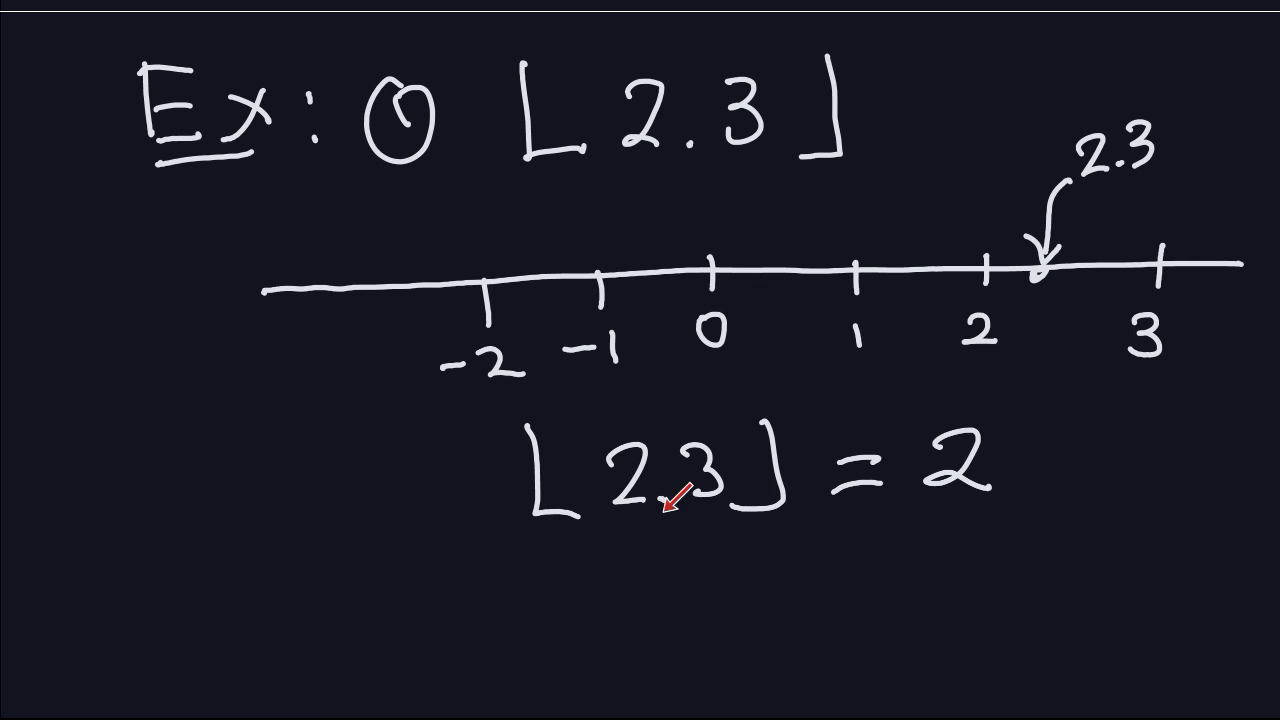 Ex: ① ⌊ 2.3 ⌋
2.3
-2 -1 0 1 2 3
⌊ 2.3 ⌋ = 2